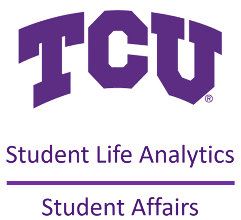 TCU®
Student Life Analytics
Student Affairs